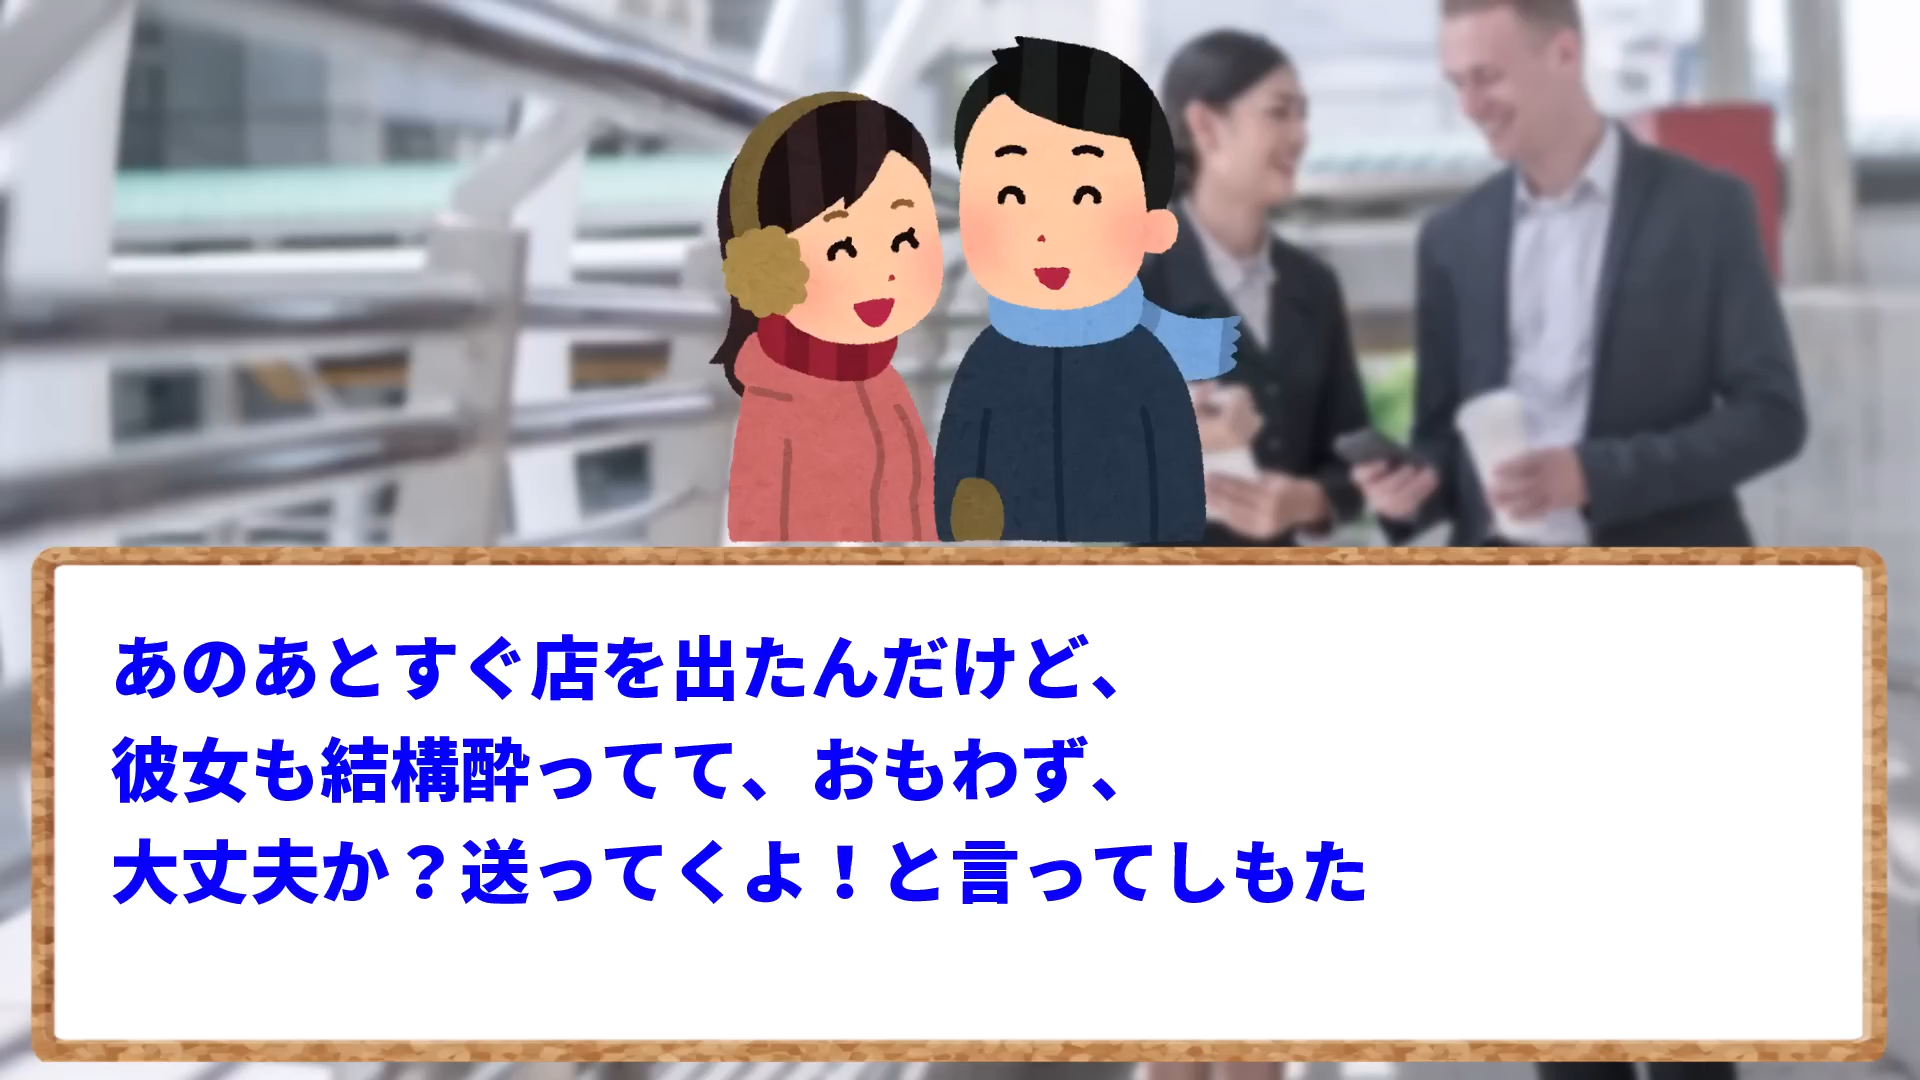 あのあとすぐ店を出たんだけど、
彼女も結構酔ってて、おもわず、
大丈夫か？送ってくよ！と言ってしもた